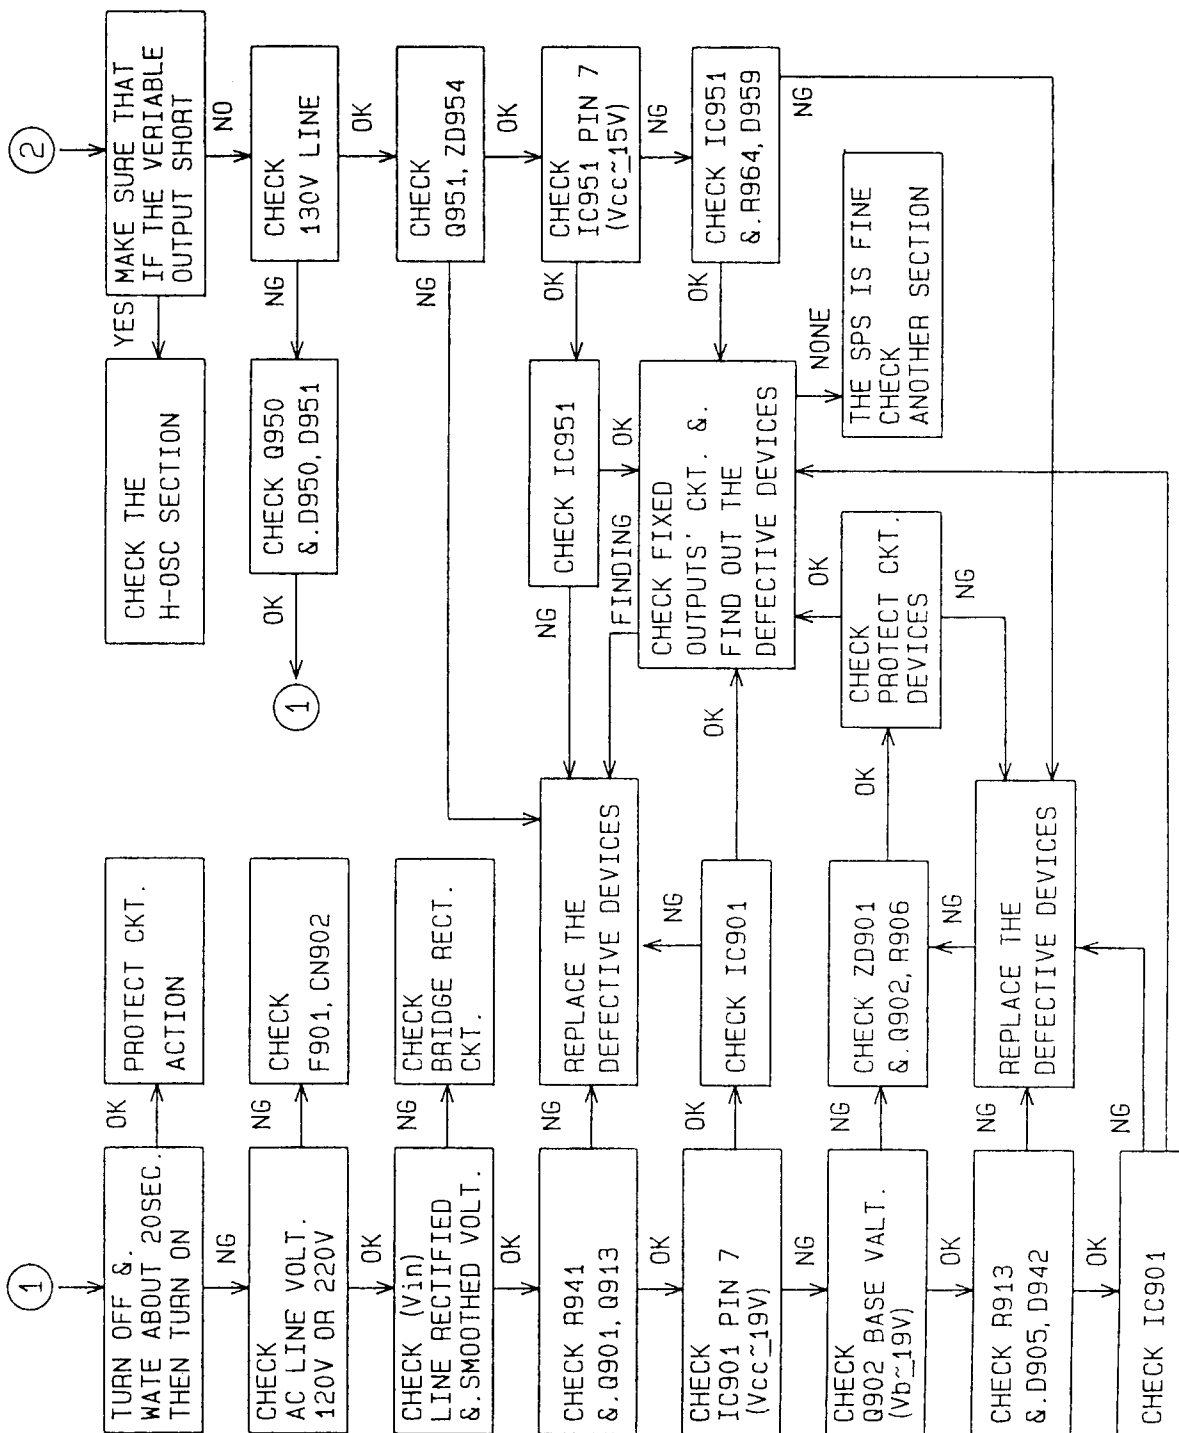 1
TURN OFF &.
WATE ABOUT 20SEC.
THEN TURN ON
OK
PROTECT CKT.
ACTION
NG
CHECK
AC LINE VOLT.
120V OR 220V
NG
CHECK
F901, CN902
OK
CHECK (Vin)
LINE RECTIFIED
&.SMOOTHED VOLT.
NG
CHECK
BRIDGE RECT.
CKT.
OK
CHECK R941
&.Q901, Q913
NG
REPLACE THE
DEFECTIVE DEVICES
OK
CHECK
IC901 PIN 7
(Vcc~19V)
OK
CHECK IC901
NG
OK
NG
CHECK
Q902 BASE VALT.
(Vb~19V)
NG
CHECK ZD901
&.Q902, R906
OK
CHECK
PROTECT CKT.
DEVICES
OK
NG
OK
CHECK R913
&.D905, D942
NG
REPLACE THE
DEFECTIVE DEVICES
NG
OK
CHECK IC901
NG
2
MAKE SURE THAT
IF THE VERIABLE
OUTPUT SHORT
YES
CHECK THE
H-OSC SECTION
NO
CHECK
130V LINE
NG
CHECK Q950
&.D950, D951
OK
1
OK
CHECK
Q951, ZD954
NG
OK
CHECK
IC951 PIN 7
(Vcc~15V)
OK
CHECK IC951
NG
OK
NG
CHECK IC951
&.R964, D959
OK
NG
CHECK FIXED
OUTPUTS' CKT. &.
FIND OUT THE
DEFECTIVE DEVICES
FINDING
NONE
THE SPS IS FINE
CHECK
ANOTHER SECTION